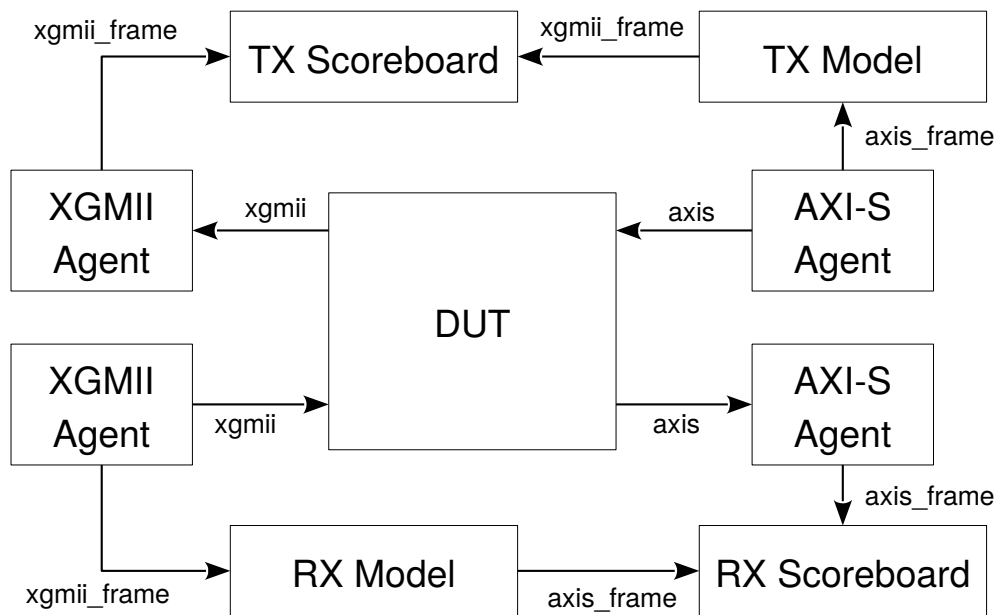 xgmii_frame
TX Scoreboard
xgmii_frame
TX Model
axis_frame
XGMII
Agent
xgmii
axis
AXI-S
Agent
DUT
XGMII
Agent
xgmii
axis
AXI-S
Agent
axis_frame
xgmii_frame
RX Model
axis_frame
RX Scoreboard